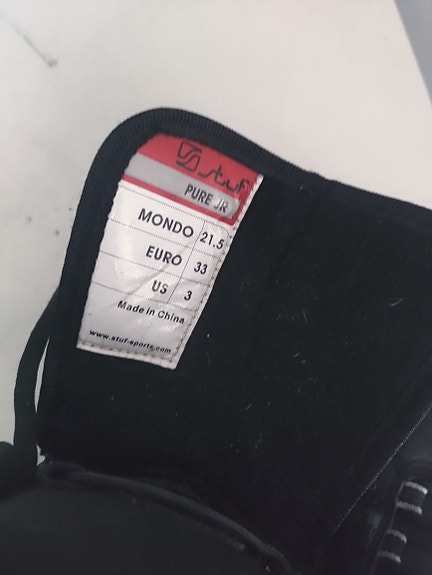 stuf
PURE JR
MONDO 21.5
EURO 33
US 3
Made in China
www.stuf-sports.com